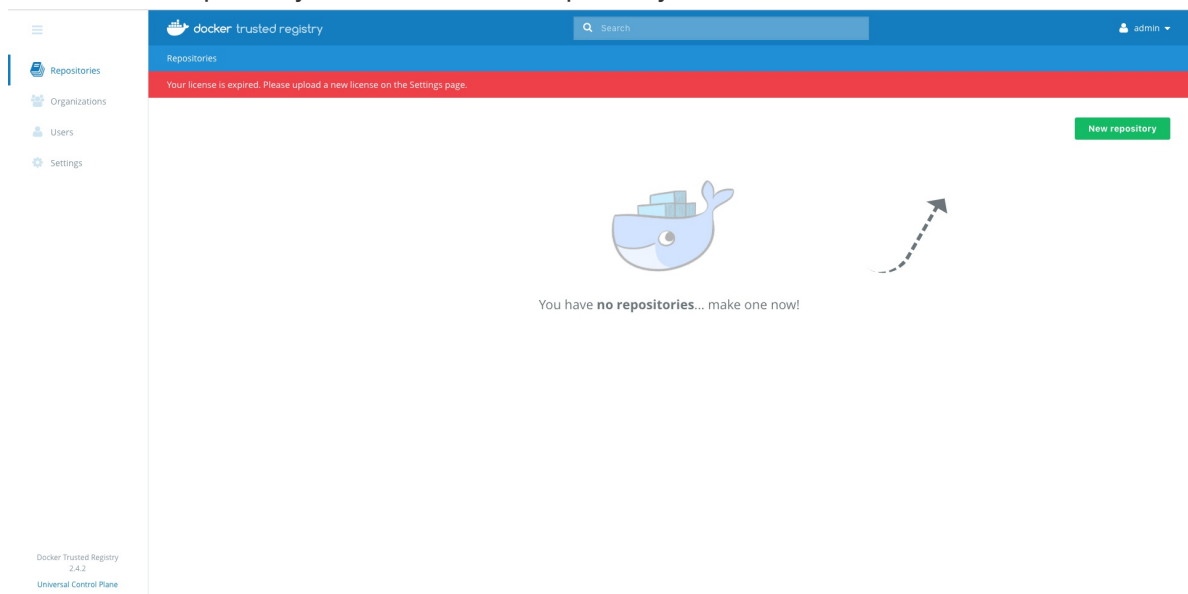 docker trusted registry
Search
admin
Repositories
Your license is expired. Please upload a new license on the Settings page.
Repositories
Organizations
Users
Settings
New repository
You have no repositories... make one now!
Docker Trusted Registry
2.4.2
Universal Control Plane